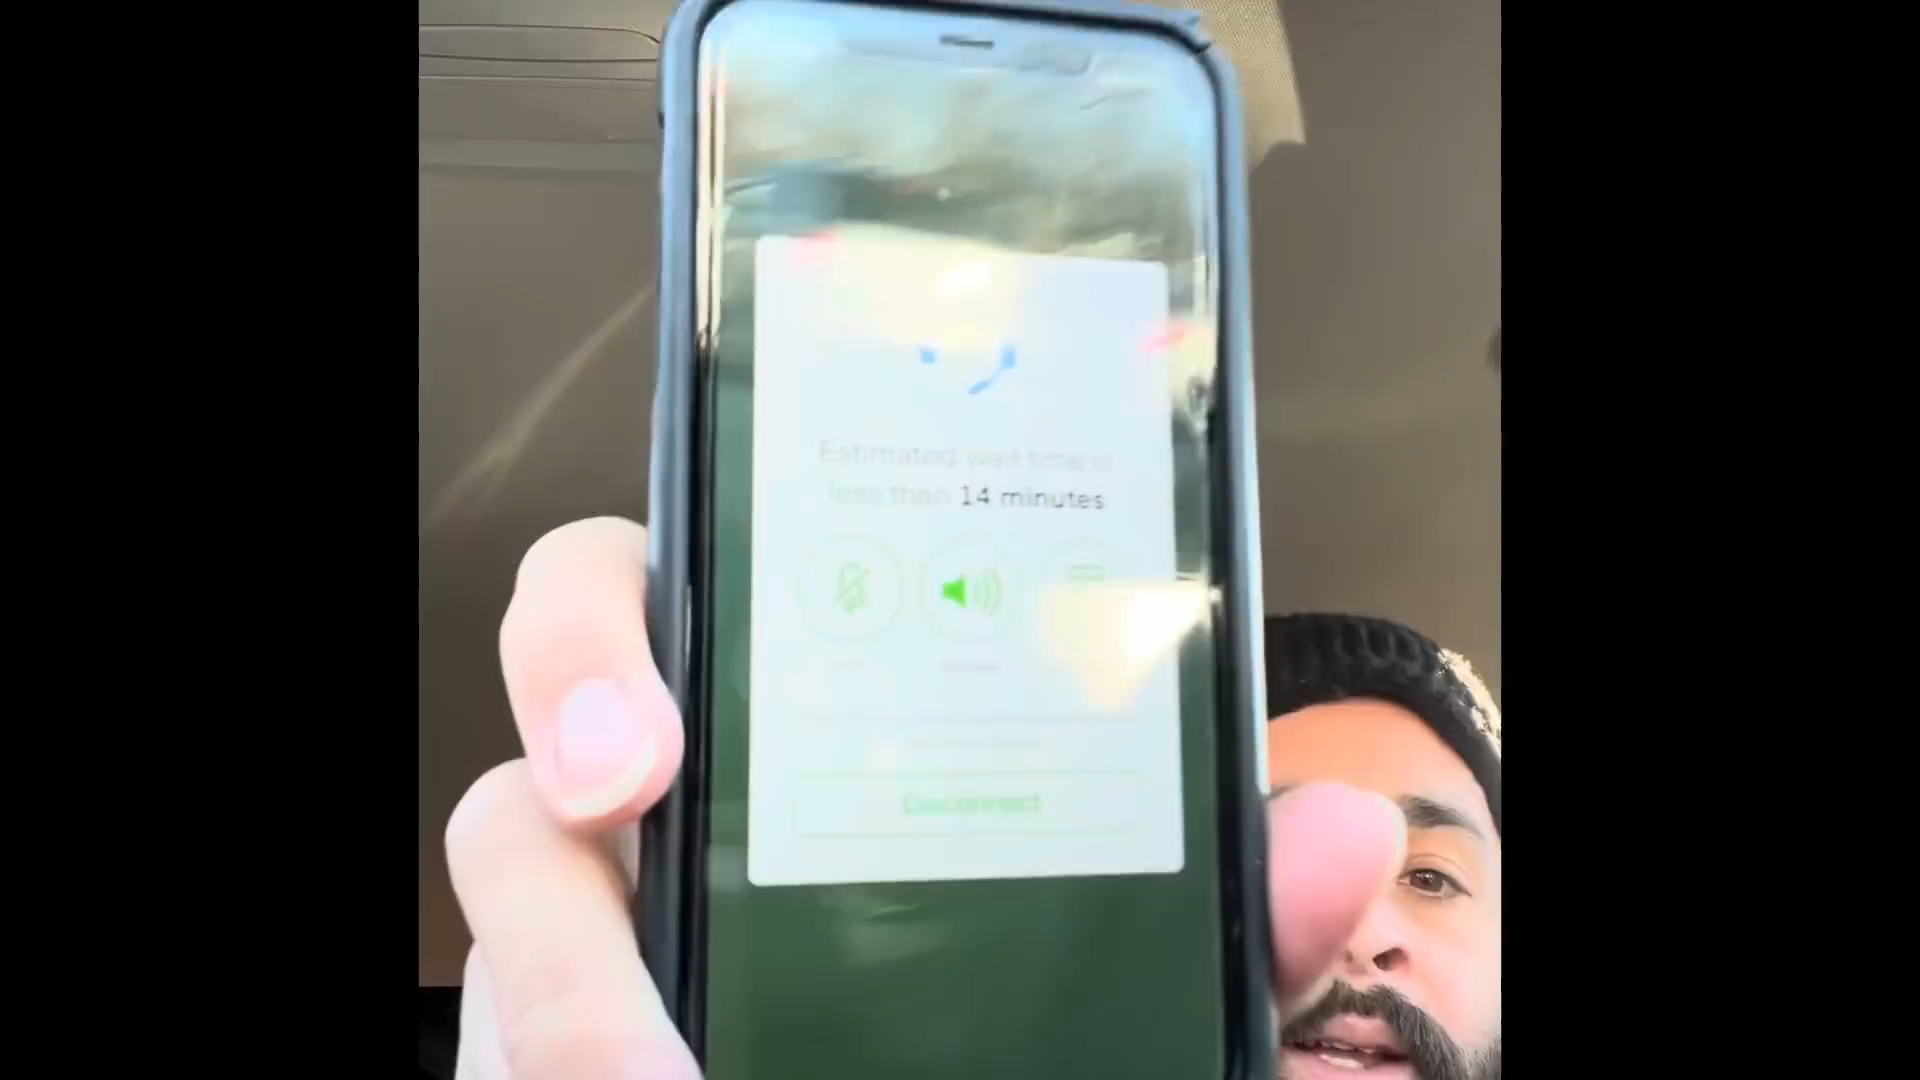 Estimated wait time is
less than 14 minutes
Disconnect